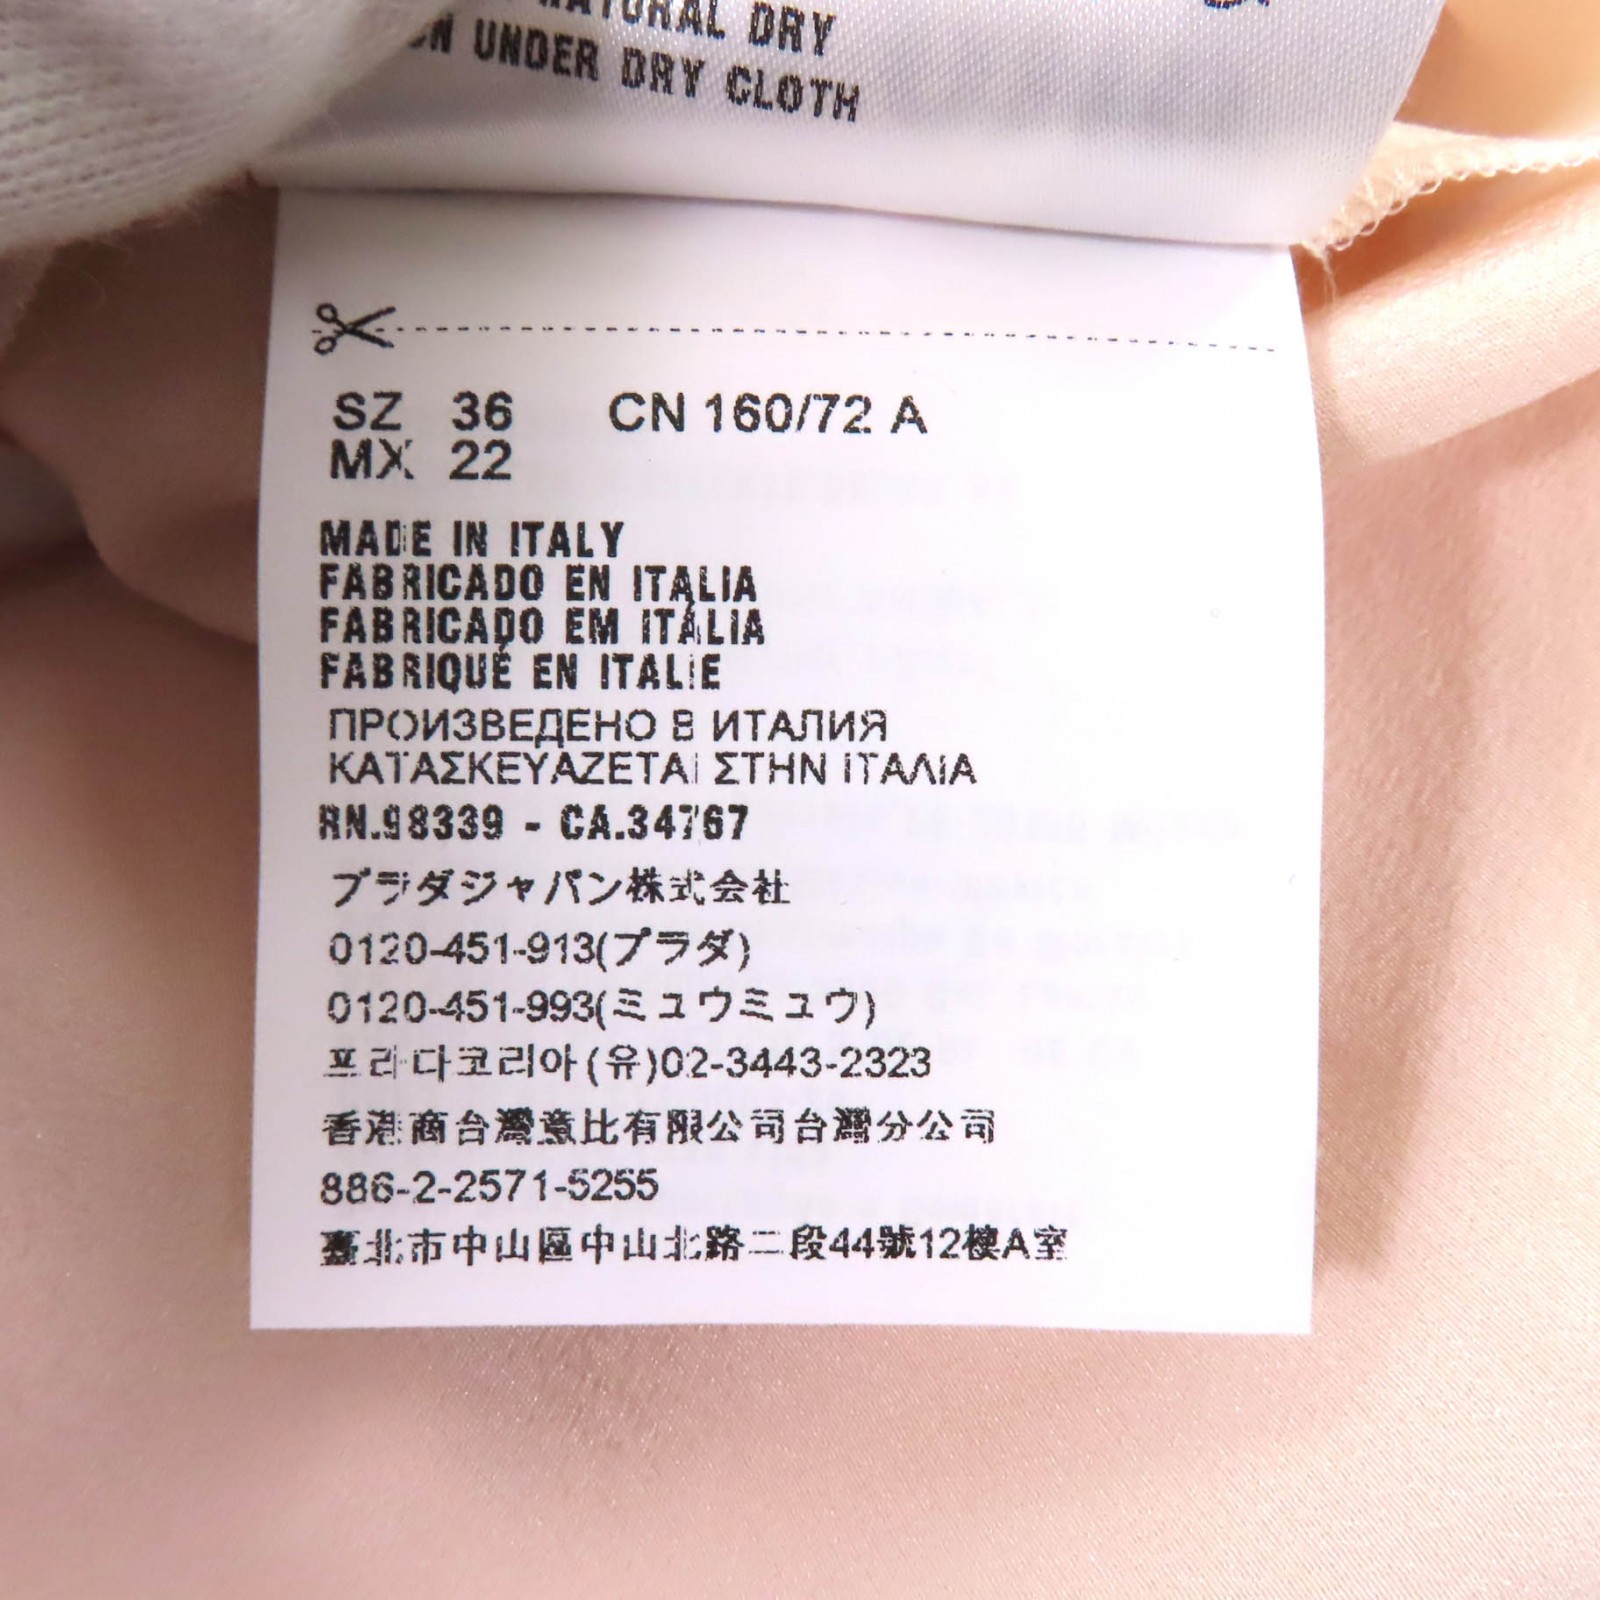 NATURAL DRY
UNDER DRY CLOTH
SZ 36 CN 160/72 A
MX 22
MADE IN ITALY
FABRICADO EN ITALIA
FABRICADO EM ITÁLIA
FABRIQUÉ EN ITALIE
ПРОИЗВЕДЕНО В ИТАЛИЯ
ΚΑΤΑΣΚΕΥΑΖΕΤΑΙ ΣΤΗΝ ΙΤΑΛΙΑ
RN.98339 - CA.34767
プラダジャパン株式会社
0120-451-913(プラダ)
0120-451-993(ミュウミュウ)
프라다코리아(유)02-3443-2323
香港商台灣意比有限公司台灣分公司
886-2-2571-5255
臺北市中山區中山北路二段44號12樓A室